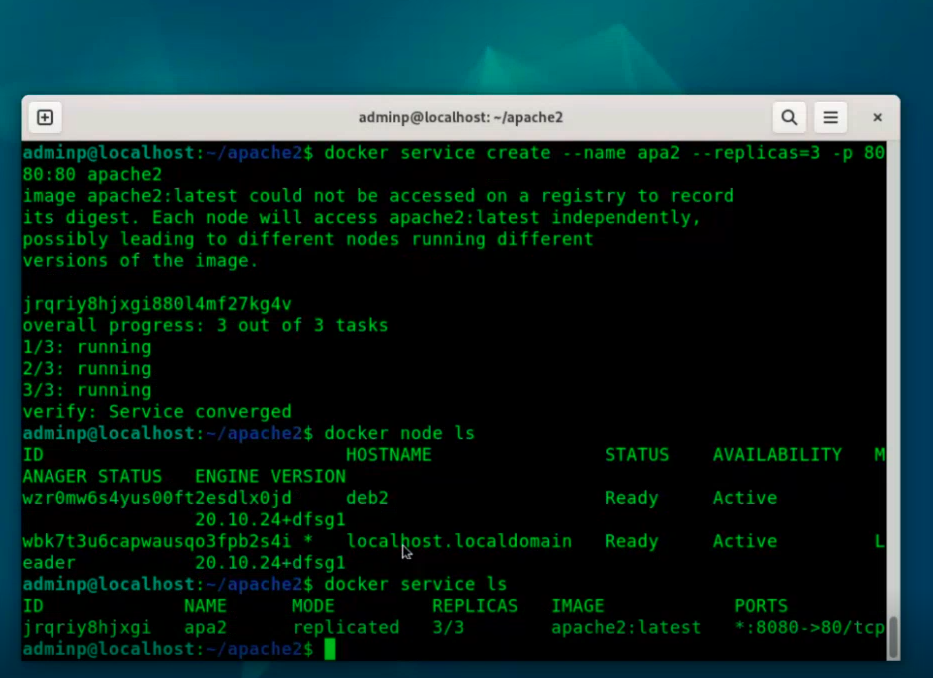 adminp@localhost: ~/apache2
adminp@localhost:~/apache2$ docker service create --name apa2 --replicas=3 -p 80
80:80 apache2
image apache2:latest could not be accessed on a registry to record
its digest. Each node will access apache2:latest independently,
possibly leading to different nodes running different
versions of the image.
jrqriy8hjxgi880l4mf27kg4v
overall progress: 3 out of 3 tasks
1/3: running
2/3: running
3/3: running
verify: Service converged
adminp@localhost:~/apache2$ docker node ls
ID                            HOSTNAME                STATUS    AVAILABILITY   M
ANAGER STATUS   ENGINE VERSION
wzr0mw6s4yus00ft2esdlx0jd     deb2                    Ready     Active
                20.10.24+dfsg1
wbk7t3u6capwausqo3fpb2s4i *   localhost.localdomain   Ready     Active         L
eader           20.10.24+dfsg1
adminp@localhost:~/apache2$ docker service ls
ID             NAME      MODE         REPLICAS   IMAGE            PORTS
jrqriy8hjxgi   apa2      replicated   3/3        apache2:latest   *:8080->80/tcp
adminp@localhost:~/apache2$